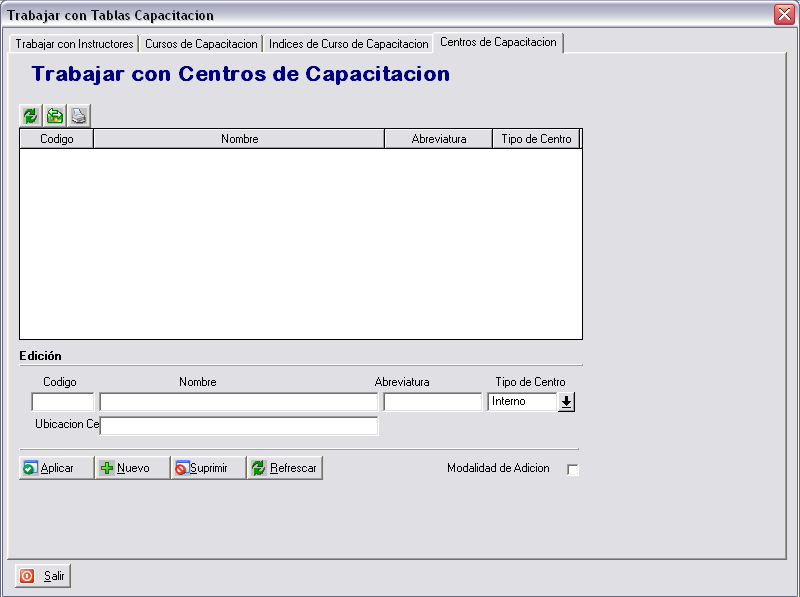 Trabajar con Tablas Capacitacion
Trabajar con Instructores Cursos de Capacitacion Indices de Curso de Capacitacion Centros de Capacitacion
Trabajar con Centros de Capacitacion
Codigo Nombre Abreviatura Tipo de Centro
Edición
Codigo Nombre Abreviatura Tipo de Centro
Interno
Ubicacion Ce
Aplicar Nuevo Suprimir Refrescar Modalidad de Adicion
Salir